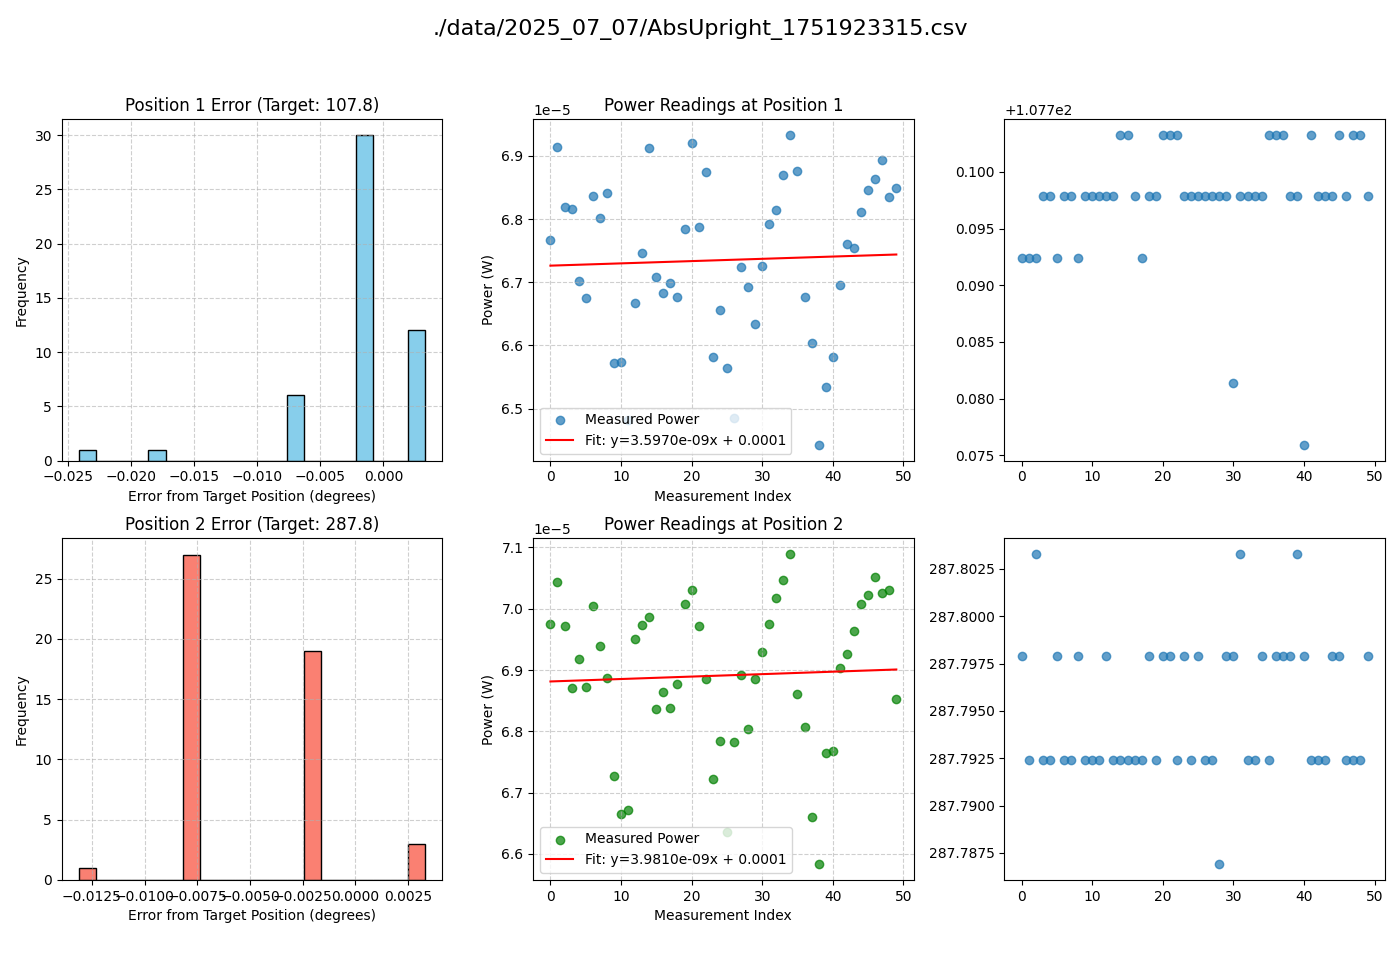 ./data/2025_07_07/AbsUpright_1751923315.csv
Position 1 Error (Target: 107.8)
Frequency
30
25
20
15
10
5
0
−0.025 −0.020 −0.015 −0.010 −0.005 0.000
Error from Target Position (degrees)
Power Readings at Position 1
1e−5
Power (W)
6.9
6.8
6.7
6.6
6.5
Measured Power
Fit: y=3.5970e-09x + 0.0001
0 10 20 30 40 50
Measurement Index
+1.077e2
0.100
0.095
0.090
0.085
0.080
0.075
0 10 20 30 40 50
Position 2 Error (Target: 287.8)
Frequency
25
20
15
10
5
0
−0.0125 −0.0100 −0.0075 −0.0050 −0.0025 0.0000 0.0025
Error from Target Position (degrees)
Power Readings at Position 2
1e−5
Power (W)
7.1
7.0
6.9
6.8
6.7
6.6
Measured Power
Fit: y=3.9810e-09x + 0.0001
0 10 20 30 40 50
Measurement Index
287.8025
287.8000
287.7975
287.7950
287.7925
287.7900
287.7875
0 10 20 30 40 50